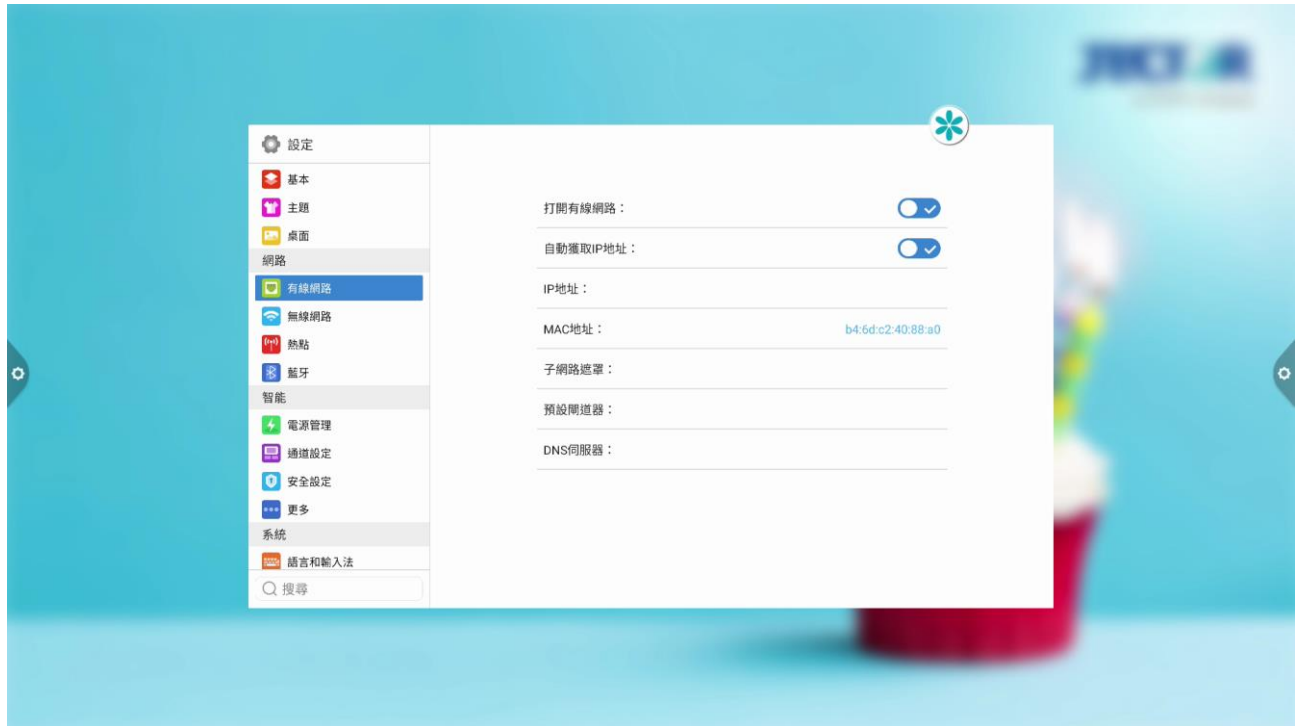 設定
基本
主題
桌面
網路
有線網路
無線網路
熱點
藍牙
智能
電源管理
通道設定
安全設定
更多
系統
語言和輸入法
搜尋
打開有線網路：
自動獲取IP地址：
IP地址：
MAC地址： b4:6d:c2:40:88:a0
子網路遮罩：
預設閘道器：
DNS伺服器：